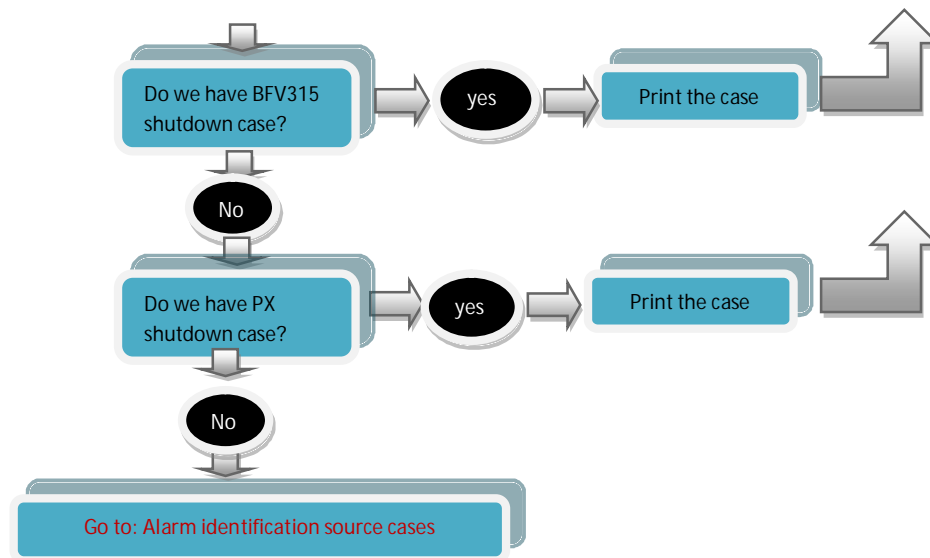 Do we have BFV315
shutdown case?
yes
Print the case
No
Do we have PX
shutdown case?
yes
Print the case
No
Go to: Alarm identification source cases